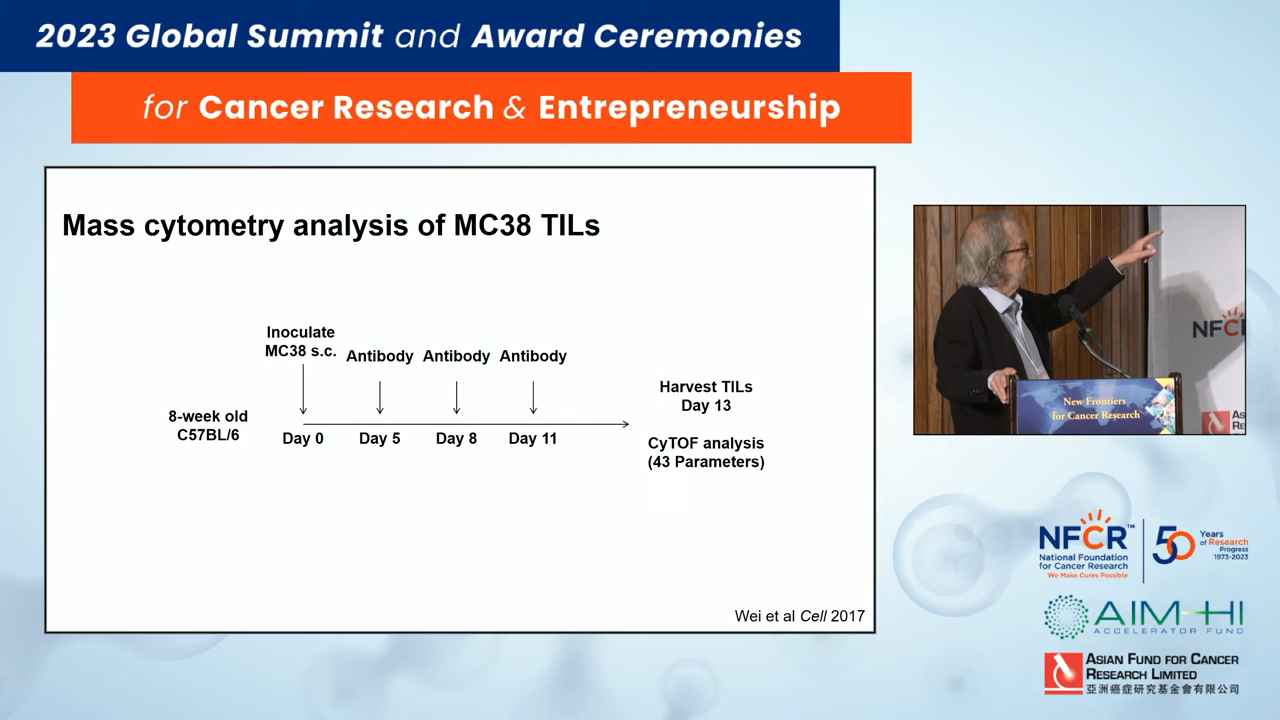 2023 Global Summit and Award Ceremonies
for Cancer Research & Entrepreneurship
Mass cytometry analysis of MC38 TILs
Inoculate
MC38 s.c.
Antibody
Antibody
Antibody
8-week old
C57BL/6
Day 0
Day 5
Day 8
Day 11
Harvest TILs
Day 13
CyTOF analysis
(43 Parameters)
Wei et al Cell 2017
NFCR
New Frontiers
for Cancer Research
NFCR™
National Foundation
for Cancer Research
We Make Cures Possible
50
Years
of Research
Progress
1973-2023
AIM-HI
ACCELERATOR FUND
ASIAN FUND FOR CANCER
RESEARCH LIMITED
亞洲癌症研究基金會有限公司